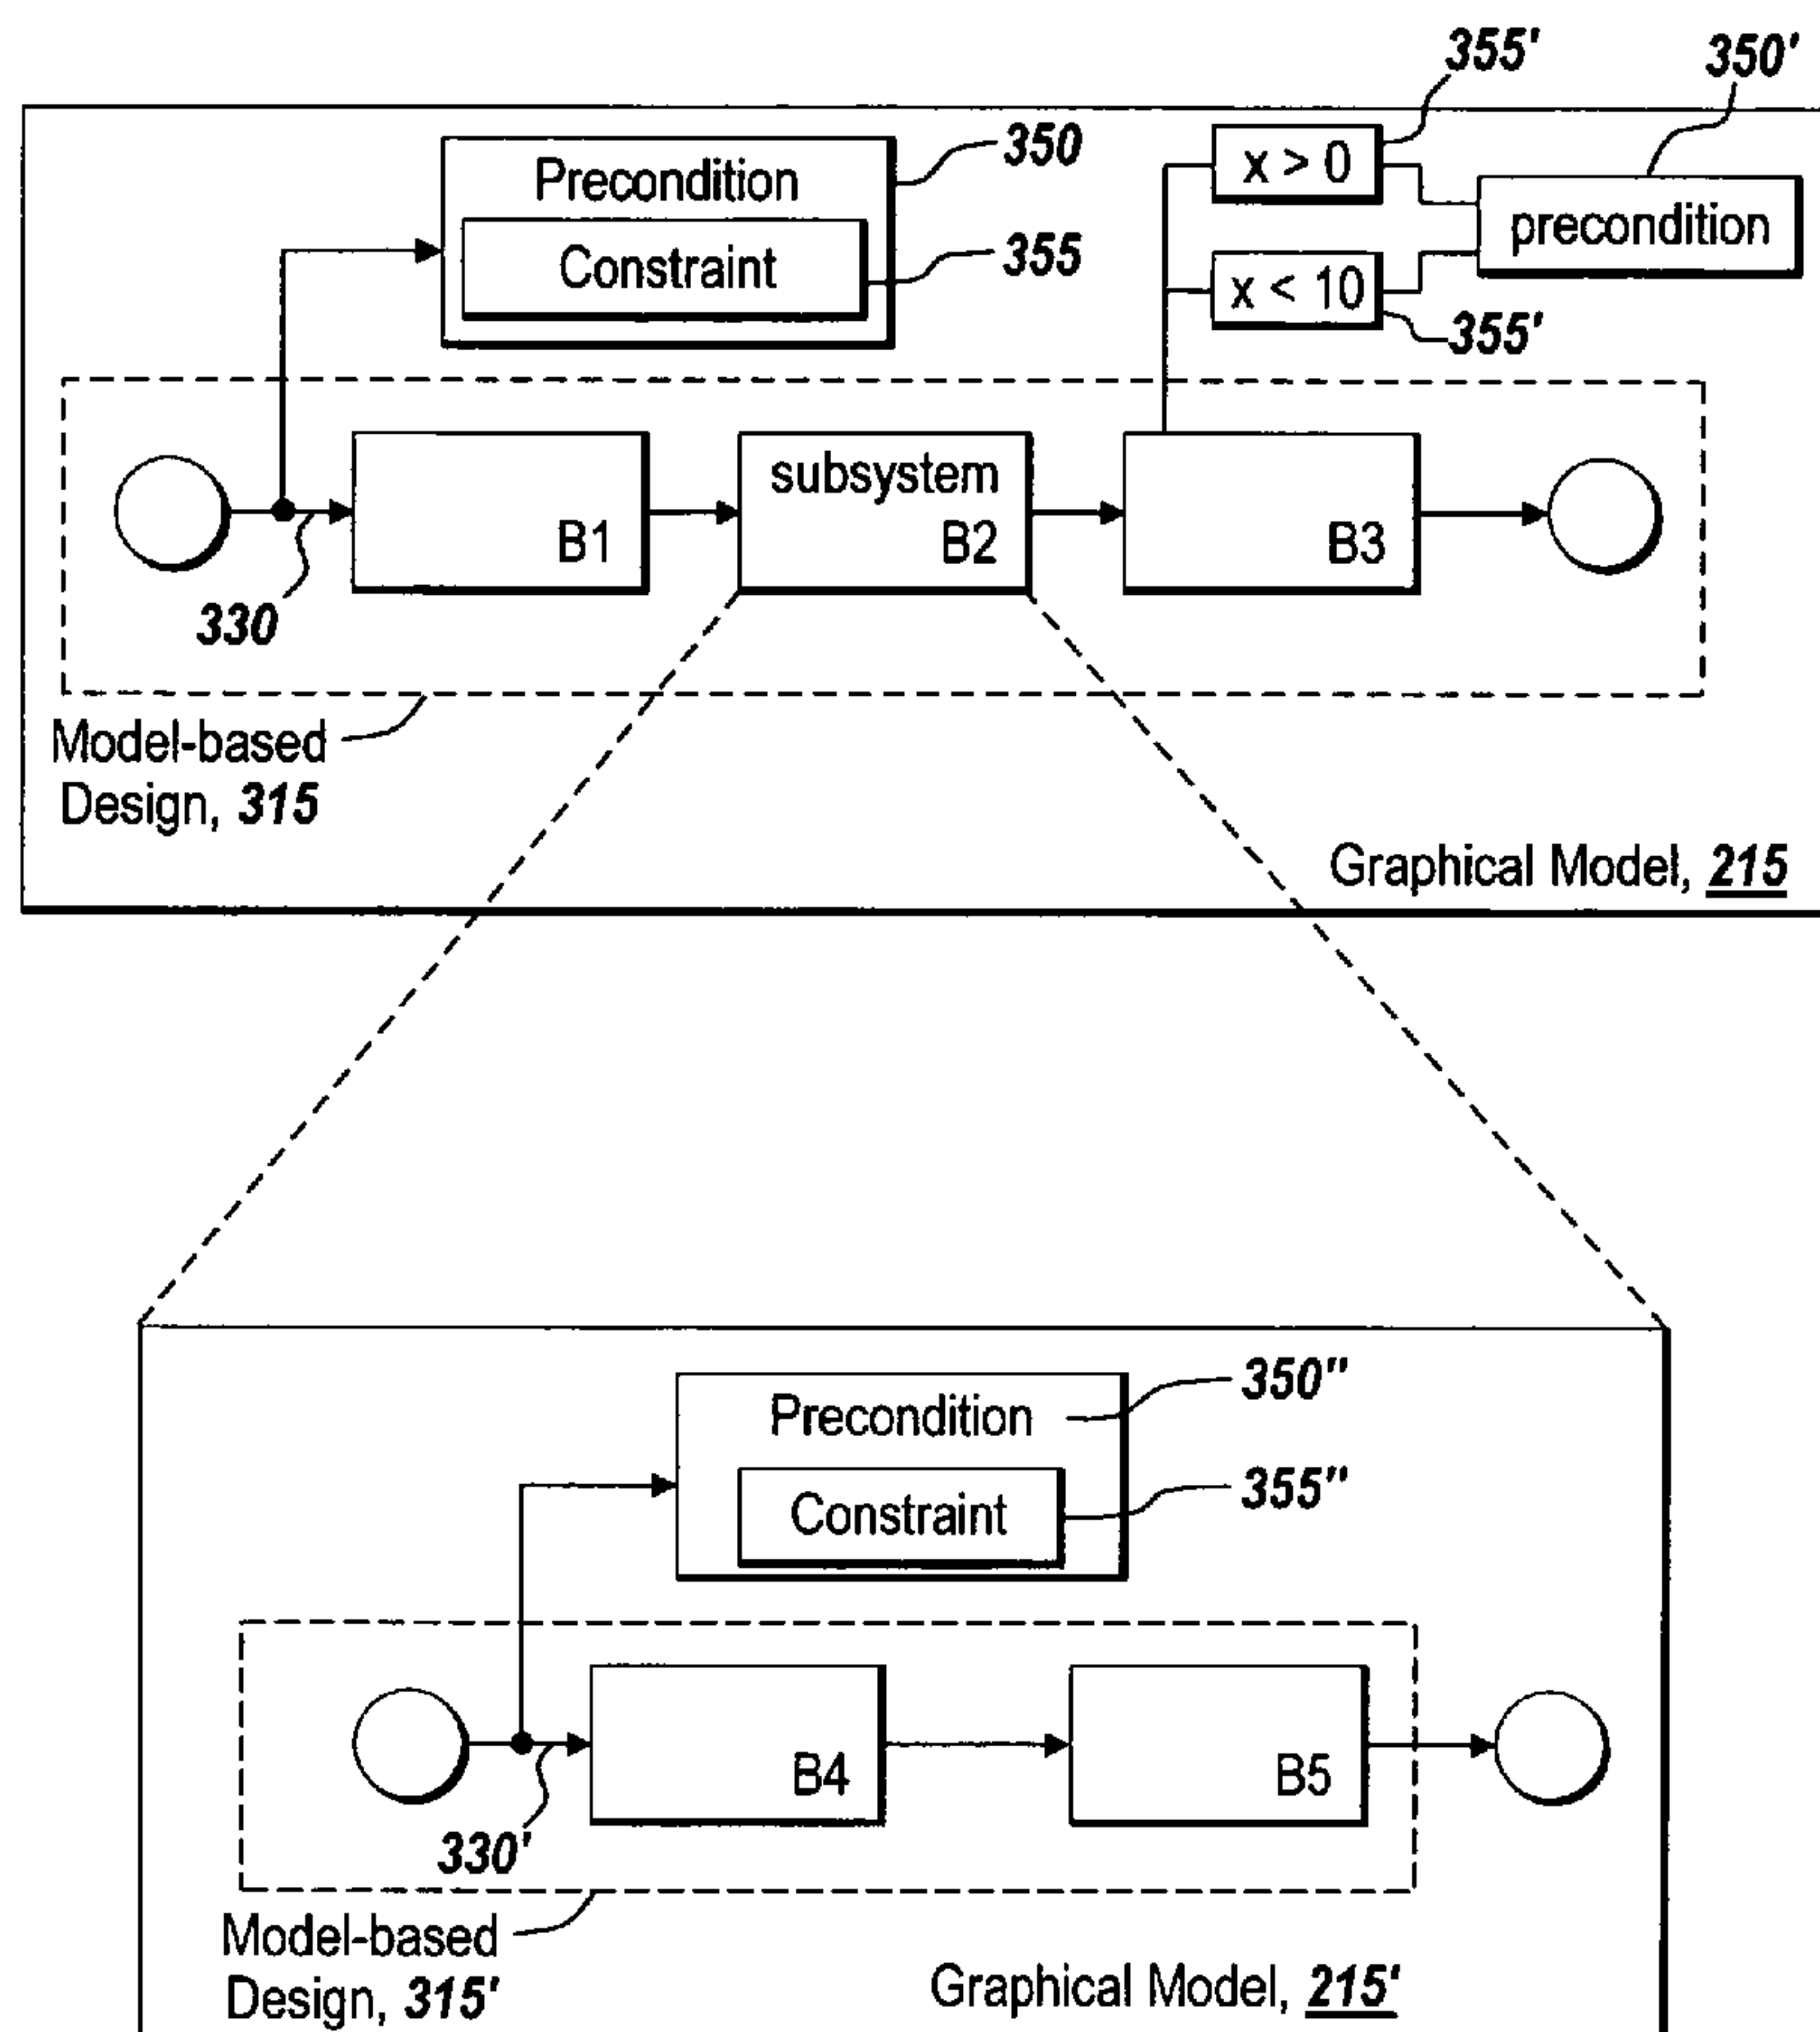 355'
350'
Precondition
350
x > 0
precondition
Constraint
355
x < 10
355'
subsystem
B1
B2
B3
330
Model-based
Design, 315
Graphical Model, 215
Precondition
350"
Constraint
355"
B4
B5
330'
Model-based
Design, 315'
Graphical Model, 215'